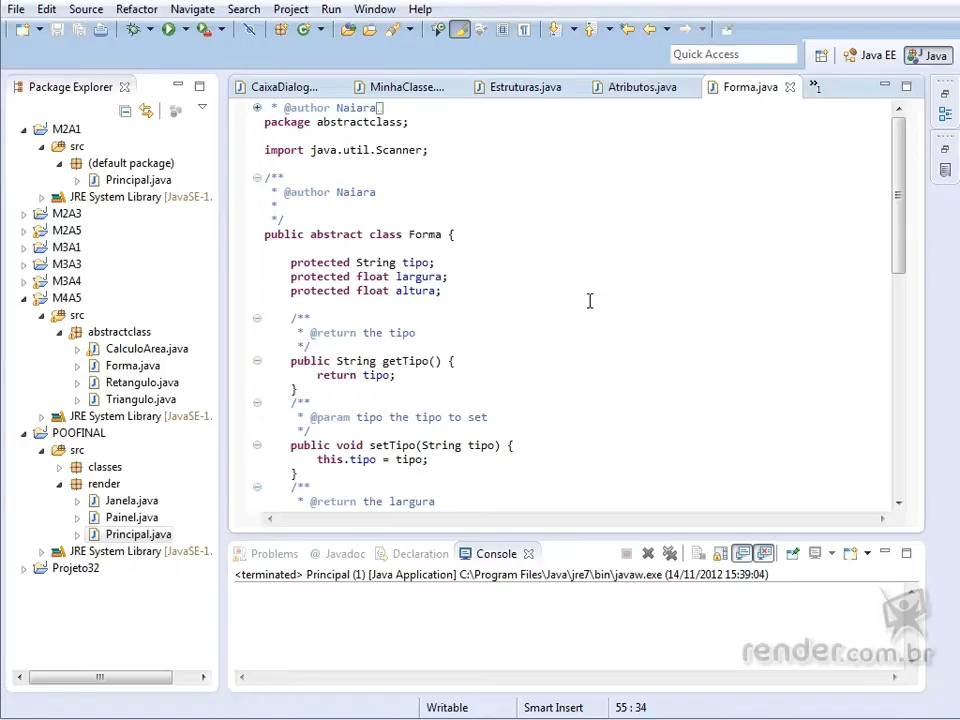 File Edit Source Refactor Navigate Search Project Run Window Help
Quick Access
Java EE
Java
Package Explorer
M2A1
src
(default package)
Principal.java
JRE System Library [JavaSE-1.
M2A3
M2A5
M3A1
M3A3
M3A4
M4A5
src
abstractclass
CalculoArea.java
Forma.java
Retangulo.java
Triangulo.java
JRE System Library [JavaSE-1.
POOFINAL
src
classes
render
Janela.java
Painel.java
Principal.java
JRE System Library [JavaSE-1.
Projeto32
CaixaDialog... MinhaClasse.... Estruturas.java Atributos.java Forma.java »1
* @author Naiara
package abstractclass;
import java.util.Scanner;
/**
* @author Naiara
*
*/
public abstract class Forma {
protected String tipo;
protected float largura;
protected float altura;
/**
* @return the tipo
*/
public String getTipo() {
return tipo;
}
/**
* @param tipo the tipo to set
*/
public void setTipo(String tipo) {
this.tipo = tipo;
}
/**
* @return the largura
Problems @ Javadoc Declaration Console
<terminated> Principal (1) [Java Application] C:\Program Files\Java\jre7\bin\javaw.exe (14/11/2012 15:39:04)
render.com.br
Writable Smart Insert 55 : 34